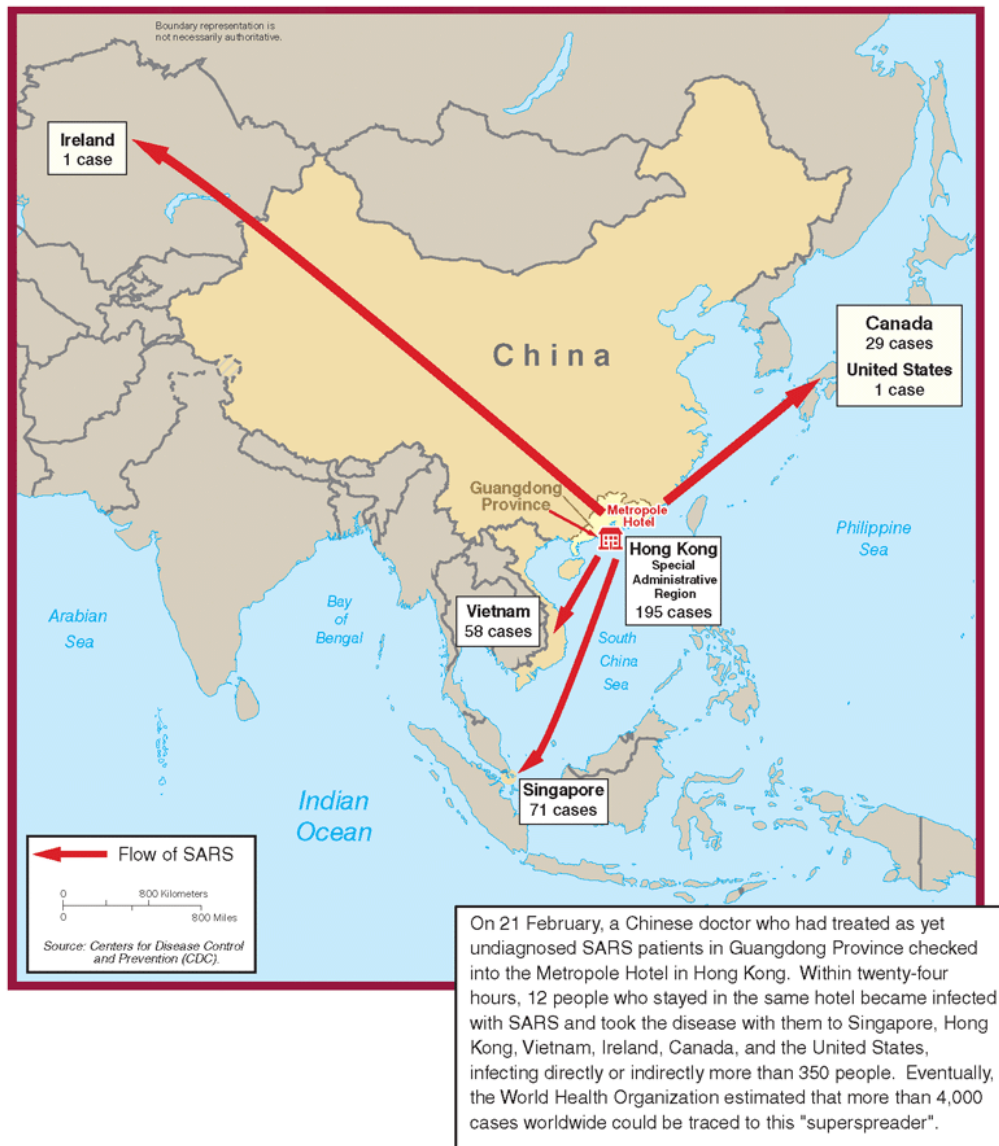 Boundary representation is
not necessarily authoritative.
Ireland
1 case
Canada
29 cases
United States
1 case
China
Guangdong
Province
Metropole
Hotel
Hong Kong
Special
Administrative
Region
195 cases
Philippine
Sea
Vietnam
58 cases
Arabian
Sea
Bay
of
Bengal
South
China
Sea
Singapore
71 cases
Indian
Ocean
Flow of SARS
0 800 Kilometers
0 800 Miles
Source: Centers for Disease Control
and Prevention (CDC).
On 21 February, a Chinese doctor who had treated as yet
undiagnosed SARS patients in Guangdong Province checked
into the Metropole Hotel in Hong Kong. Within twenty-four
hours, 12 people who stayed in the same hotel became infected
with SARS and took the disease with them to Singapore, Hong
Kong, Vietnam, Ireland, Canada, and the United States,
infecting directly or indirectly more than 350 people. Eventually,
the World Health Organization estimated that more than 4,000
cases worldwide could be traced to this "superspreader".